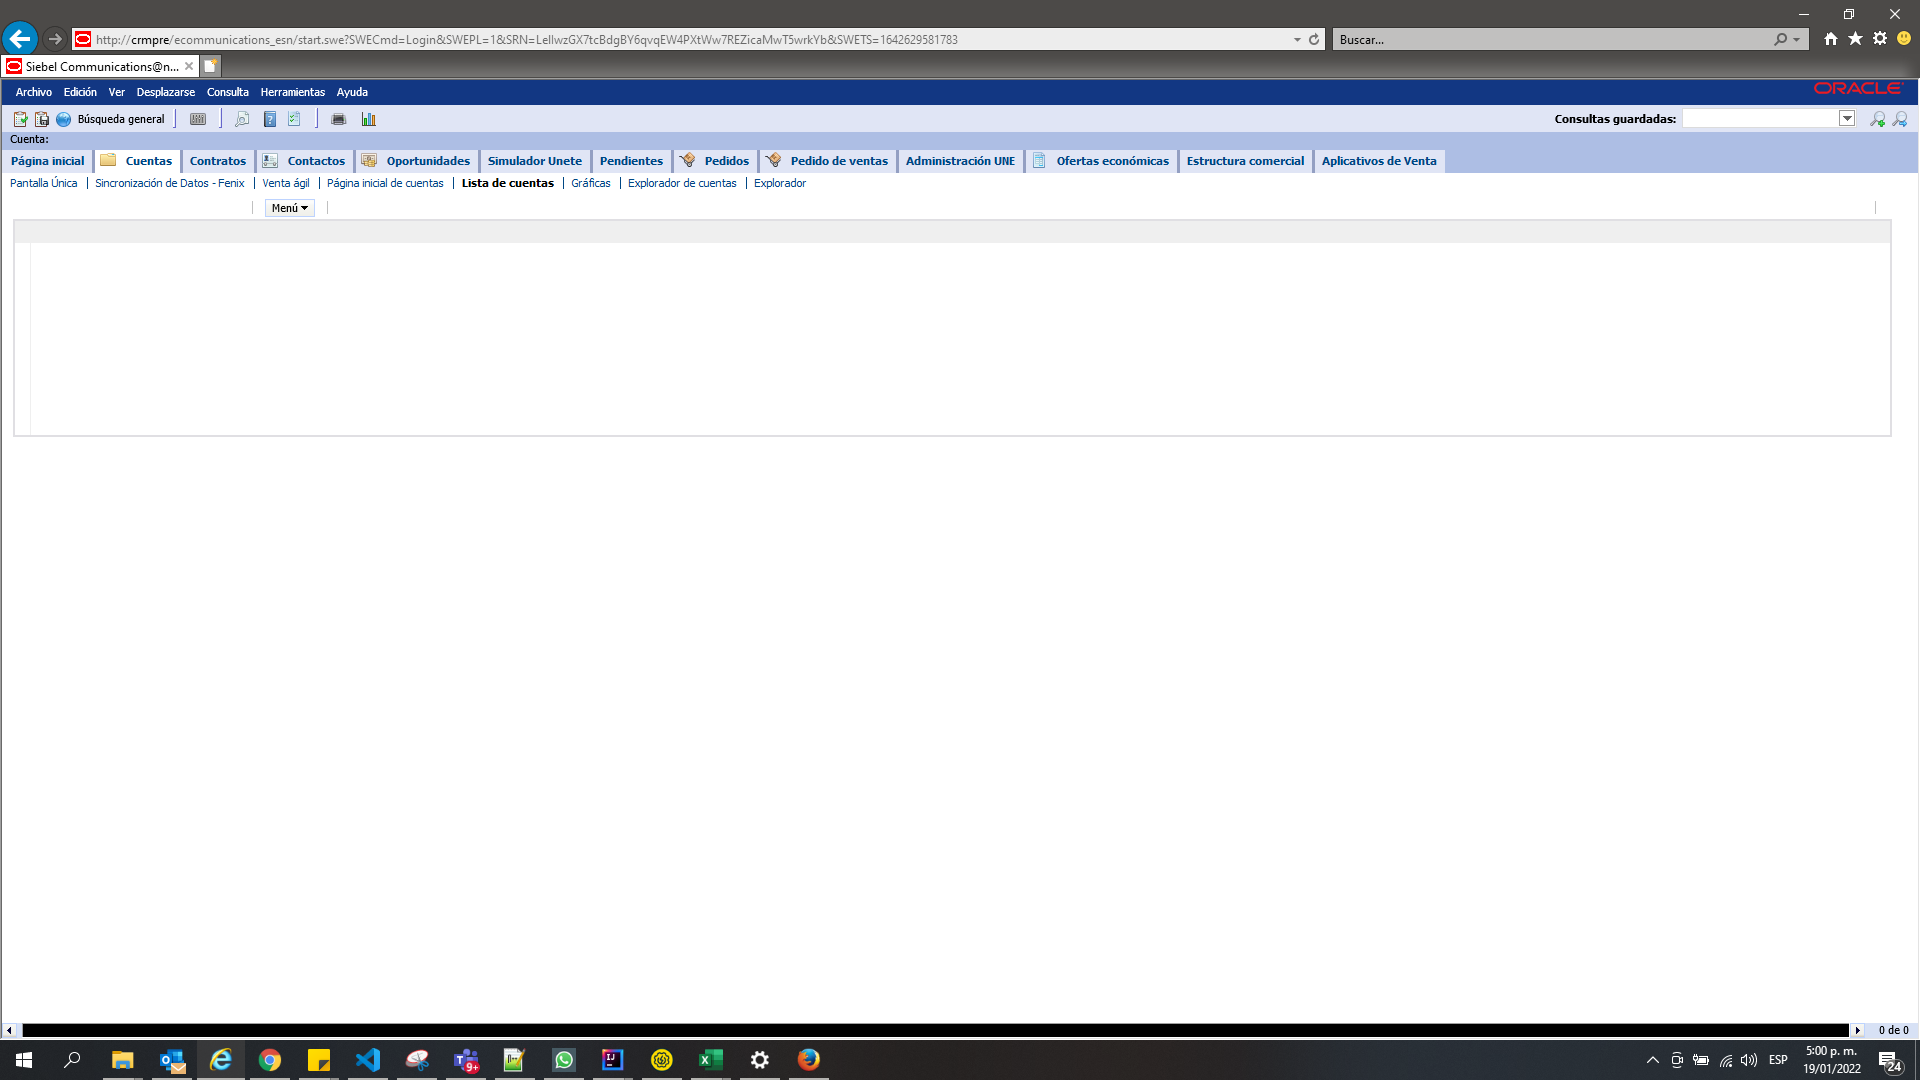 http://crmpre/ecommunications_esn/start.swe?SWECmd=Login&SWEPL=1&SRN=LeIlwzGX7tcBdgBY6qvqEW4PXtWw7REZicaMwT5wrkYb&SWETS=1642629581783
Buscar...
Siebel Communications@n...
Archivo Edición Ver Desplazarse Consulta Herramientas Ayuda
ORACLE
Búsqueda general
Consultas guardadas:
Cuenta:
Página inicial Cuentas Contratos Contactos Oportunidades Simulador Unete Pendientes Pedidos Pedido de ventas Administración UNE Ofertas económicas Estructura comercial Aplicativos de Venta
Pantalla Única Sincronización de Datos - Fenix Venta ágil Página inicial de cuentas Lista de cuentas Gráficas Explorador de cuentas Explorador
Menú
0 de 0
9+
IJ
ESP
5:00 p. m.
19/01/2022
24